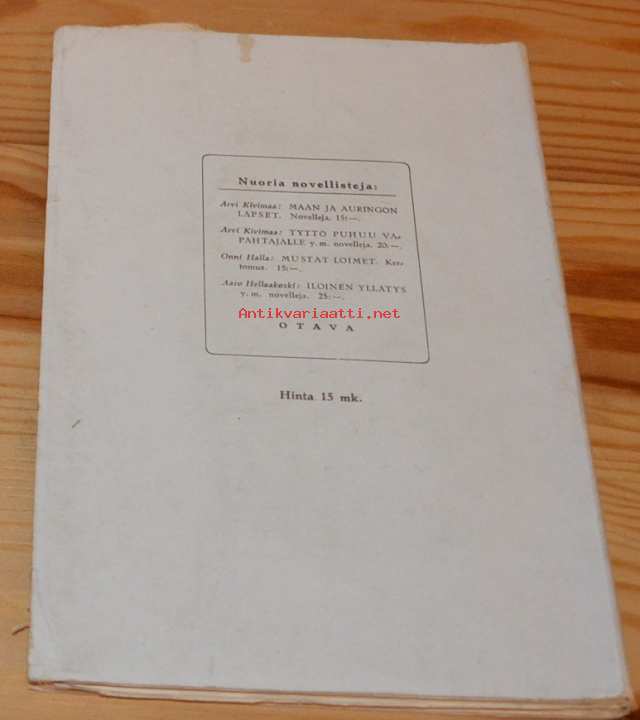 Nuoria novellisteja:
Arvi Kivimaa: MAAN JA AURINGON
LAPSET. Novelleja. 15:—.
Arvi Kivimaa: TYTTÖ PUHUU VA-
PAHTAJALLE y. m. novelleja. 20:—.
Onni Halla: MUSTAT LOIMET. Ker-
tomus. 15:—.
Aaro Hellaakoski: ILOINEN YLLÄTYS
y. m. novelleja. 25:—.
Antikvariaatti.net
OTAVA
Hinta 15 mk.